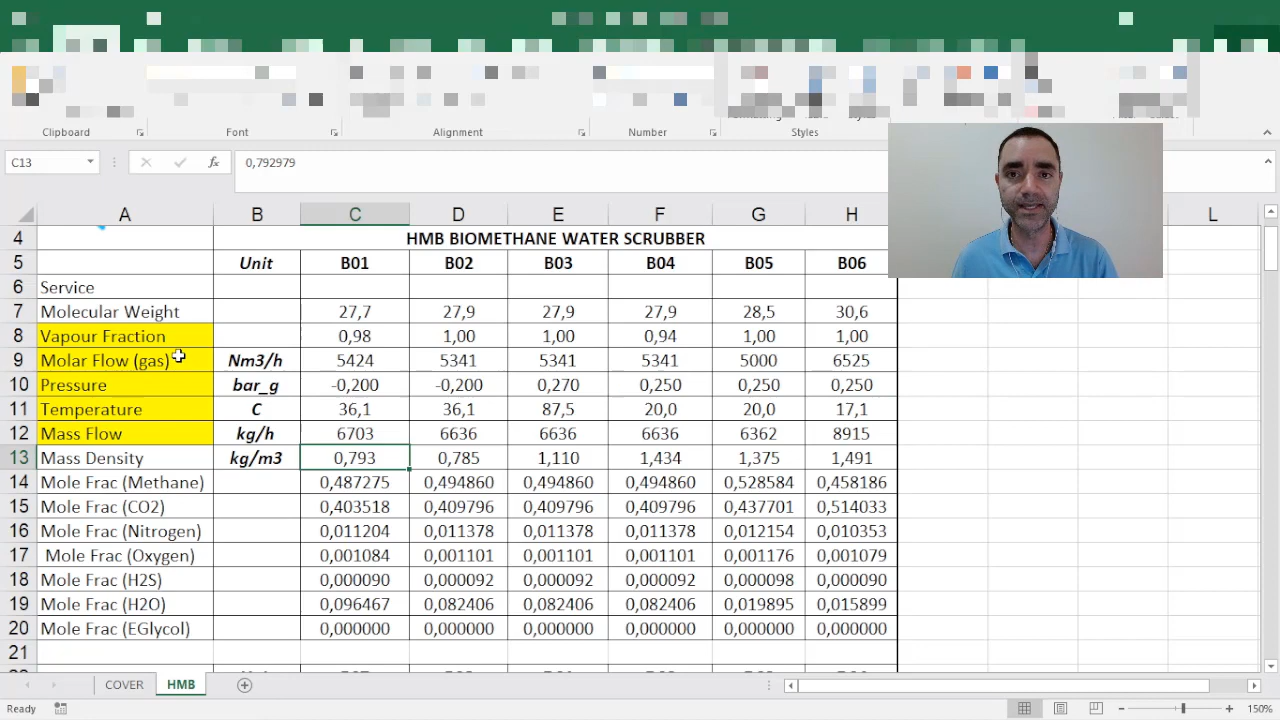 Clipboard Font Alignment Number Styles
C13 fx 0,792979
A B C D E F G H L
4 HMB BIOMETHANE WATER SCRUBBER
5 Unit B01 B02 B03 B04 B05 B06
6 Service
7 Molecular Weight 27,7 27,9 27,9 27,9 28,5 30,6
8 Vapour Fraction 0,98 1,00 1,00 0,94 1,00 1,00
9 Molar Flow (gas) Nm3/h 5424 5341 5341 5341 5000 6525
10 Pressure bar_g -0,200 -0,200 0,270 0,250 0,250 0,250
11 Temperature C 36,1 36,1 87,5 20,0 20,0 17,1
12 Mass Flow kg/h 6703 6636 6636 6636 6362 8915
13 Mass Density kg/m3 0,793 0,785 1,110 1,434 1,375 1,491
14 Mole Frac (Methane) 0,487275 0,494860 0,494860 0,494860 0,528584 0,458186
15 Mole Frac (CO2) 0,403518 0,409796 0,409796 0,409796 0,437701 0,514033
16 Mole Frac (Nitrogen) 0,011204 0,011378 0,011378 0,011378 0,012154 0,010353
17 Mole Frac (Oxygen) 0,001084 0,001101 0,001101 0,001101 0,001176 0,001079
18 Mole Frac (H2S) 0,000090 0,000092 0,000092 0,000092 0,000098 0,000090
19 Mole Frac (H2O) 0,096467 0,082406 0,082406 0,082406 0,019895 0,015899
20 Mole Frac (EGlycol) 0,000000 0,000000 0,000000 0,000000 0,000000 0,000000
21
COVER HMB
Ready 150%